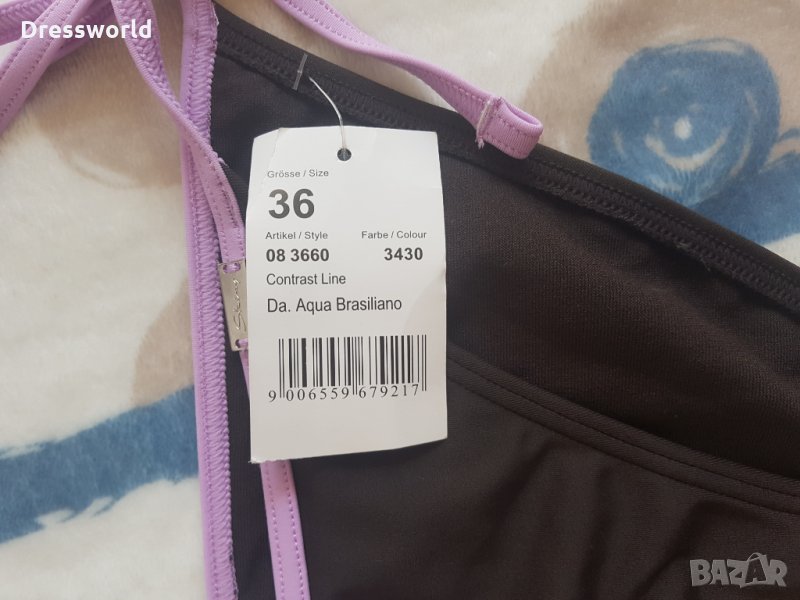 Dressworld
Grösse / Size
36
Artikel / Style Farbe / Colour
08 3660 3430
Contrast Line
Da. Aqua Brasiliano
9 006559 679217
Skiny
BAZAR